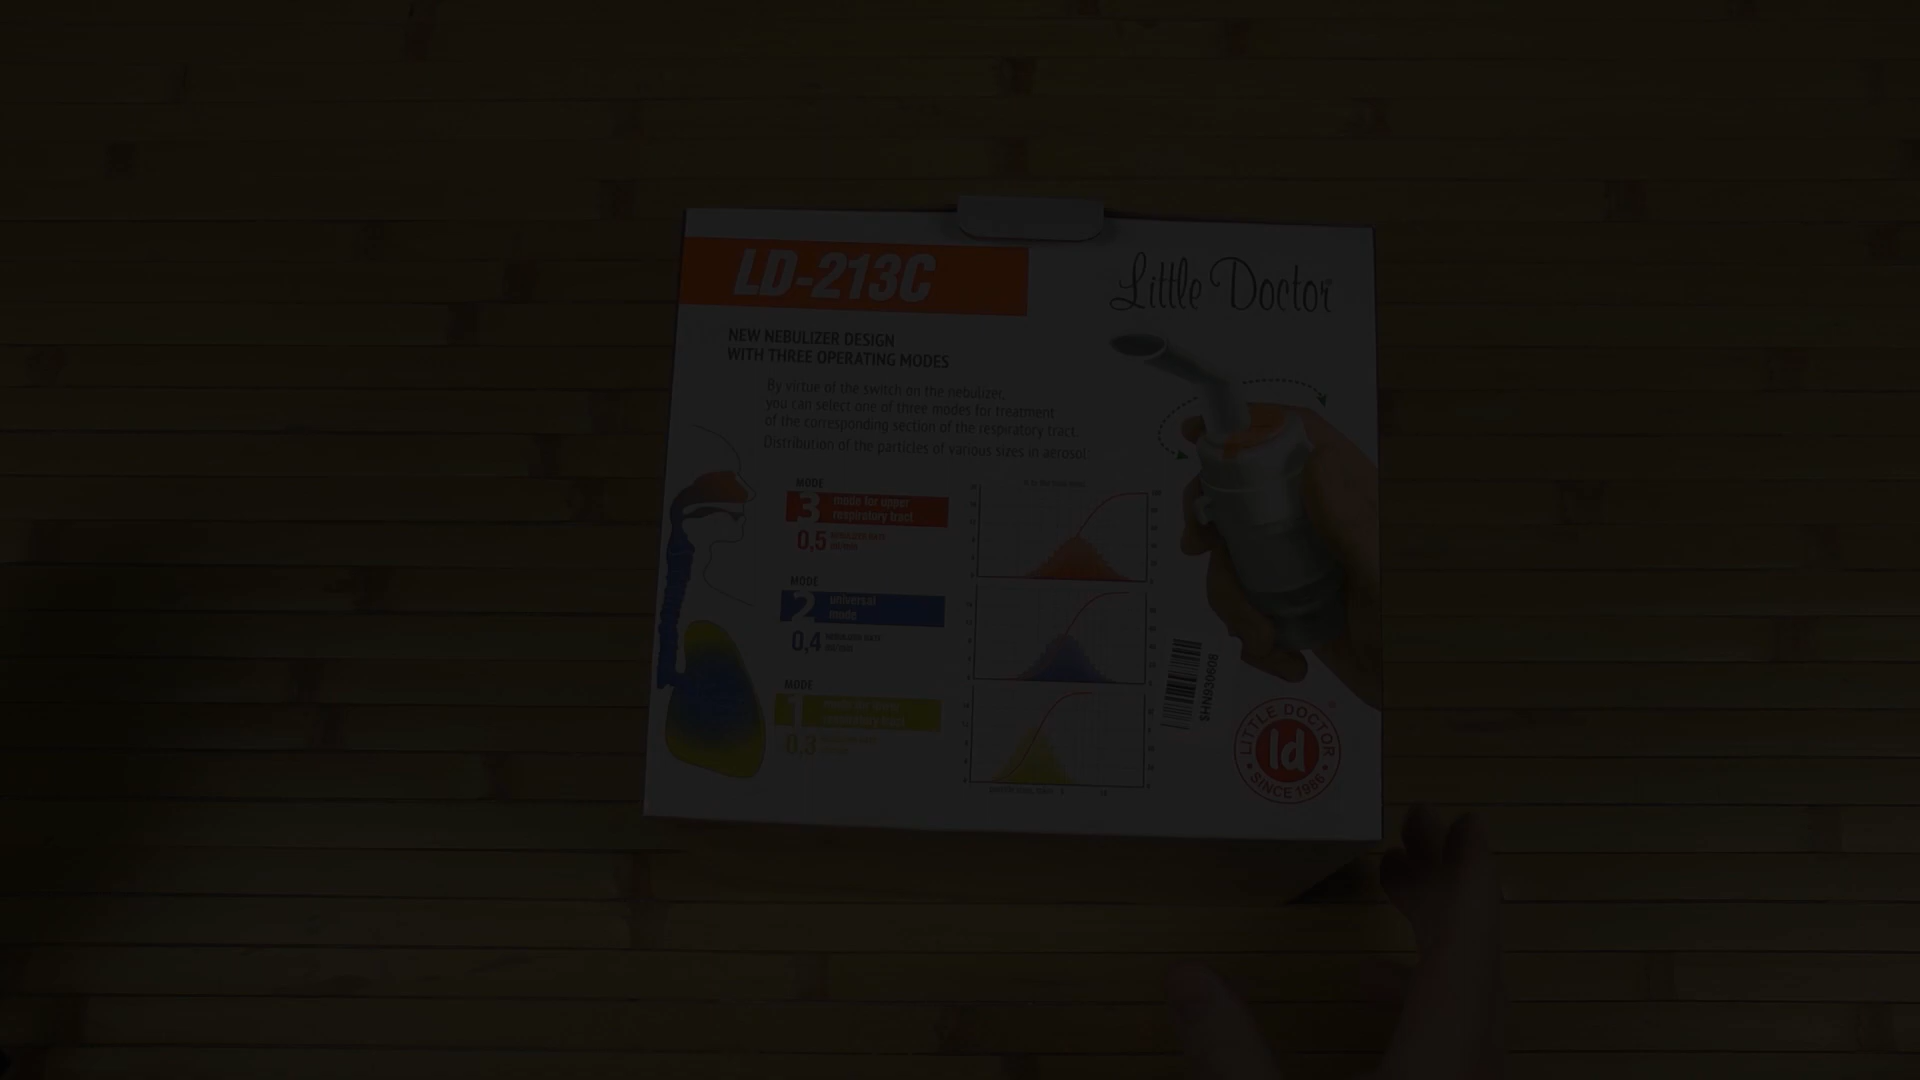 LD-213C
Little Doctor
NEW NEBULIZER DESIGN
WITH THREE OPERATING MODES
By virtue of the switch on the nebulizer,
you can select one of three modes for treatment
of the corresponding section of the respiratory tract.
Distribution of the particles of various sizes in aerosol
MODE
3
mode for upper
respiratory tract
0,5
MODE
2
universal
mode
0,4
MODE
1
0.3
$HN930608
LITTLE DOCTOR
ld
SINCE 1986